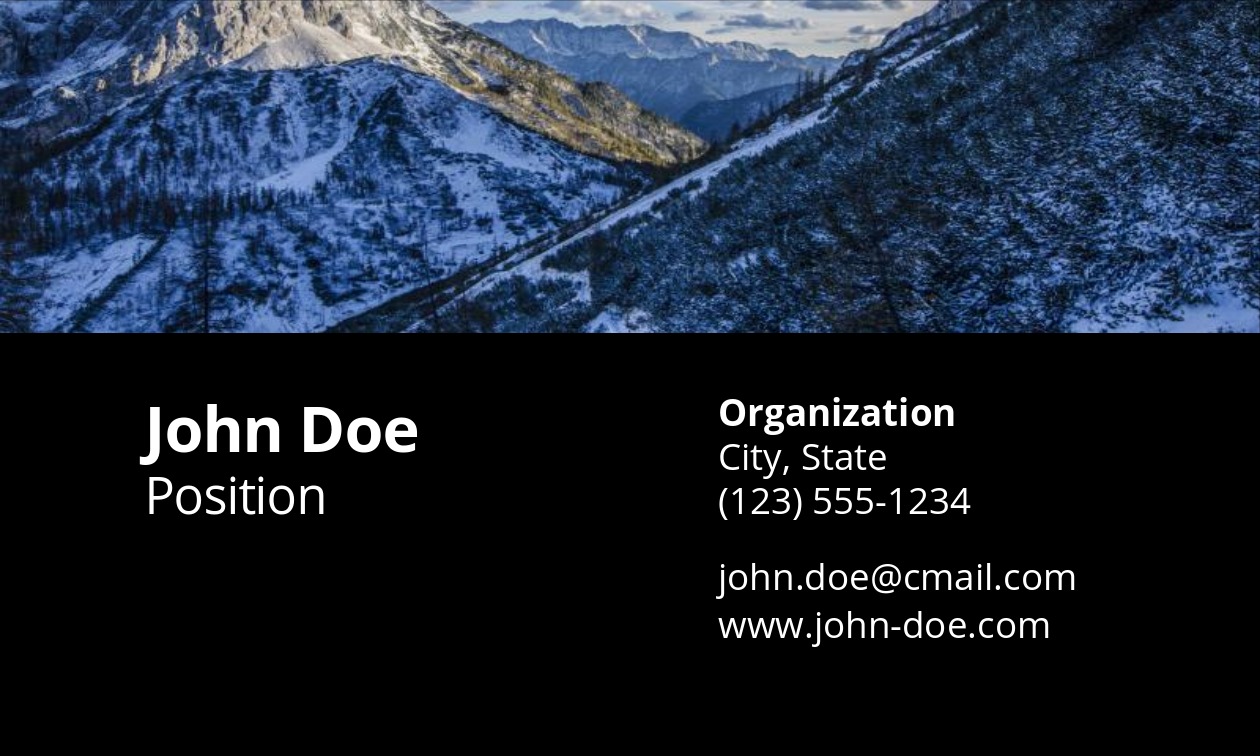 John Doe
Position
Organization
City, State
(123) 555-1234
john.doe@cmail.com
www.john-doe.com